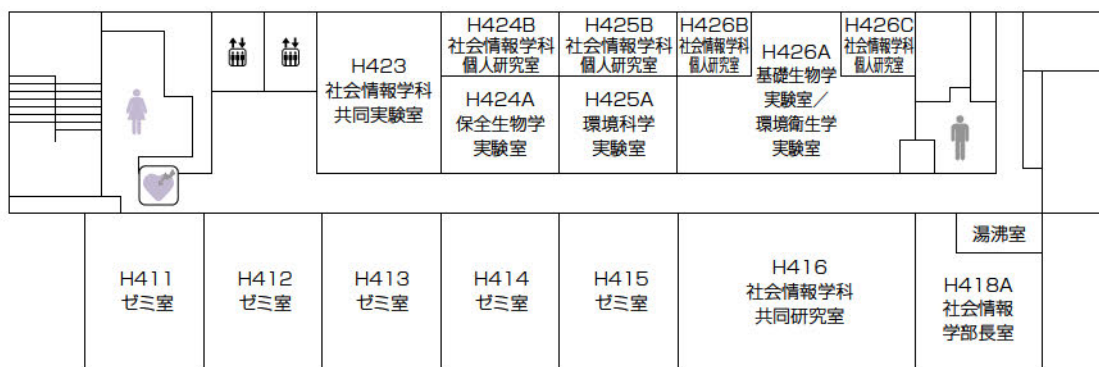 H423
社会情報学科
共同実験室
H424B
社会情報学科
個人研究室
H424A
保全生物学
実験室
H425B
社会情報学科
個人研究室
H425A
環境科学
実験室
H426B
社会情報学科
個人研究室
H426A
基礎生物学
実験室／
環境衛生学
実験室
H426C
社会情報学科
個人研究室
H411
ゼミ室
H412
ゼミ室
H413
ゼミ室
H414
ゼミ室
H415
ゼミ室
H416
社会情報学科
共同研究室
湯沸室
H418A
社会情報
学部長室